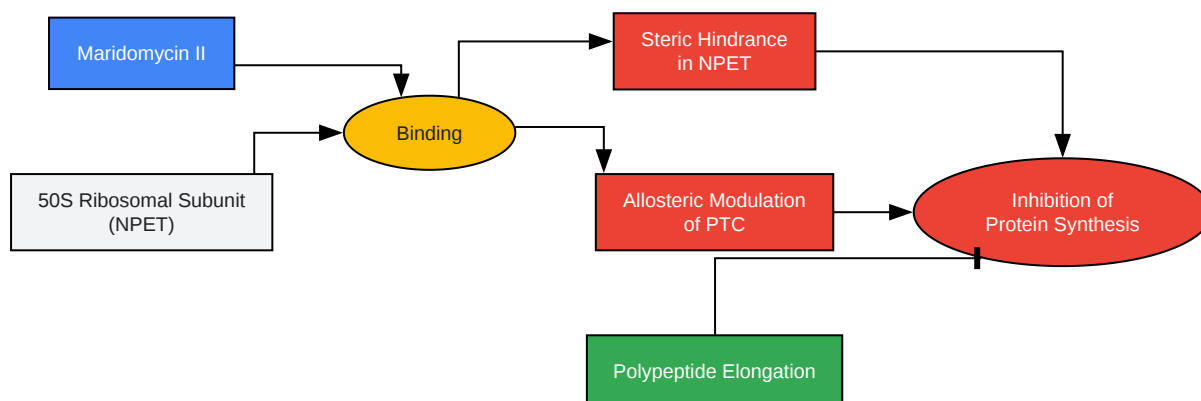 Maridomycin II
Steric Hindrance
in NPET
Binding
50S Ribosomal Subunit
(NPET)
Allosteric Modulation
of PTC
Inhibition of
Protein Synthesis
Polypeptide Elongation